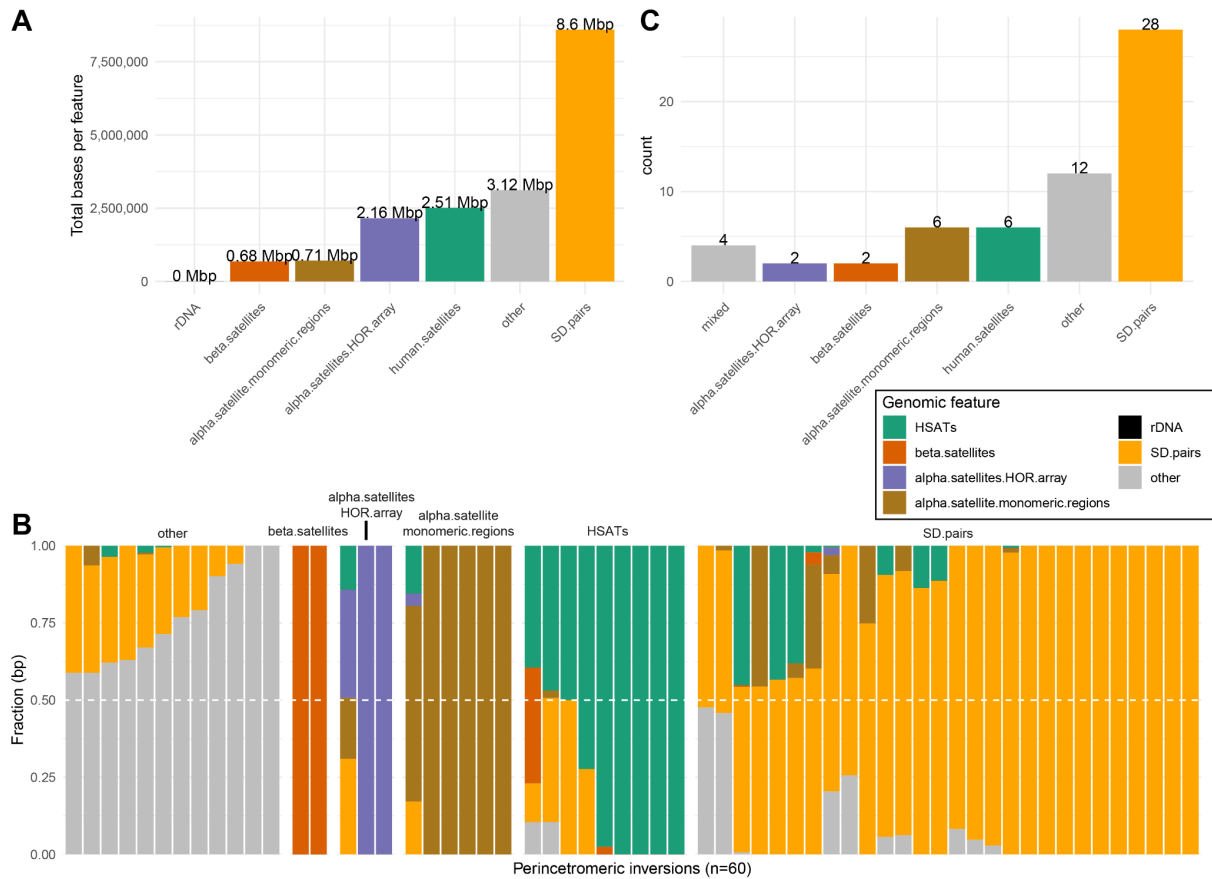 A
Total bases per feature
7,500,000
5,000,000
2,500,000
0
0 Mbp
0.68 Mbp
0.71 Mbp
2.16 Mbp
2.51 Mbp
3.12 Mbp
8.6 Mbp
rDNA
beta.satellites
alpha.satellite.monomeric.regions
alpha.satellites.HOR.array
human.satellites
other
SD.pairs
C
count
20
10
0
4
2
2
6
6
12
28
mixed
alpha.satellites.HOR.array
beta.satellites
alpha.satellite.monomeric.regions
human.satellites
other
SD.pairs
Genomic feature
HSATs
beta.satellites
alpha.satellites.HOR.array
alpha.satellite.monomeric.regions
rDNA
SD.pairs
other
B
other
beta.satellites
alpha.satellites
HOR.array
alpha.satellite
monomeric.regions
HSATs
SD.pairs
Fraction (bp)
1.00
0.75
0.50
0.25
0.00
Perincetromeric inversions (n=60)